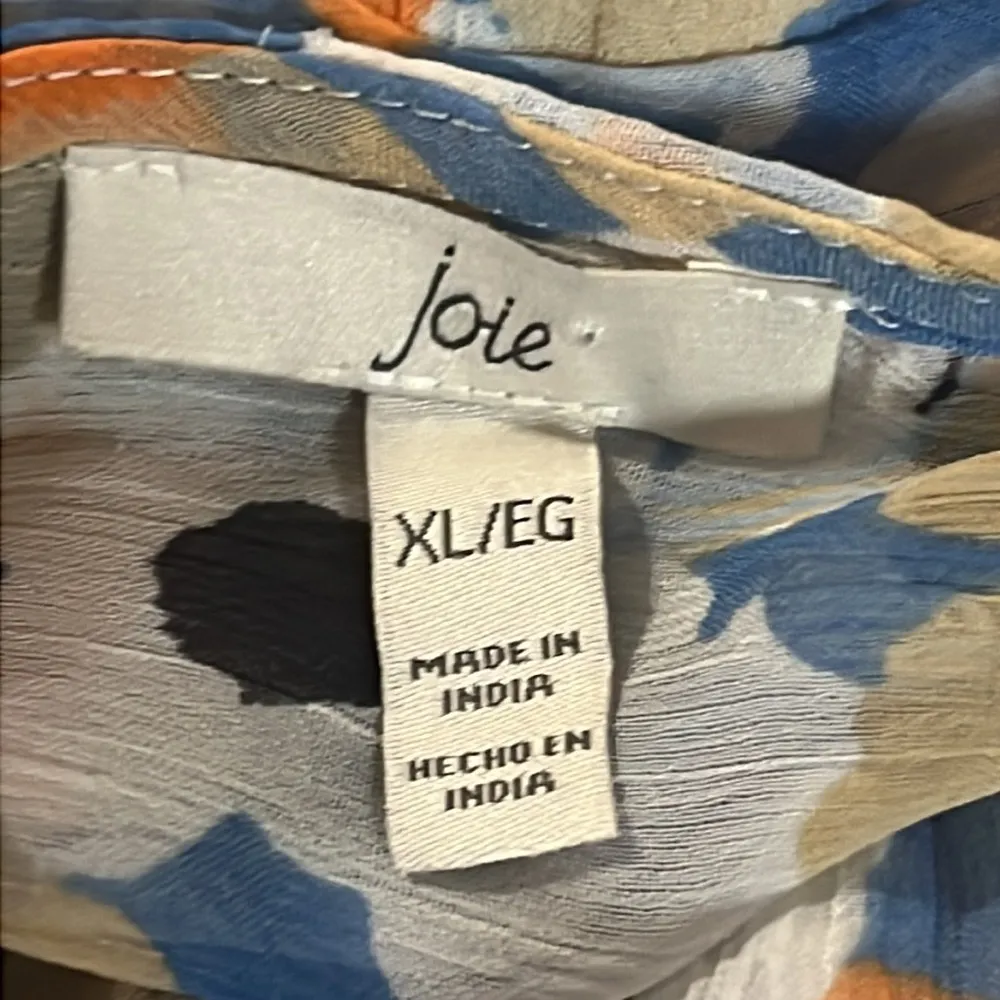 joie
XL/EG
MADE IN
INDIA
HECHO EN
INDIA